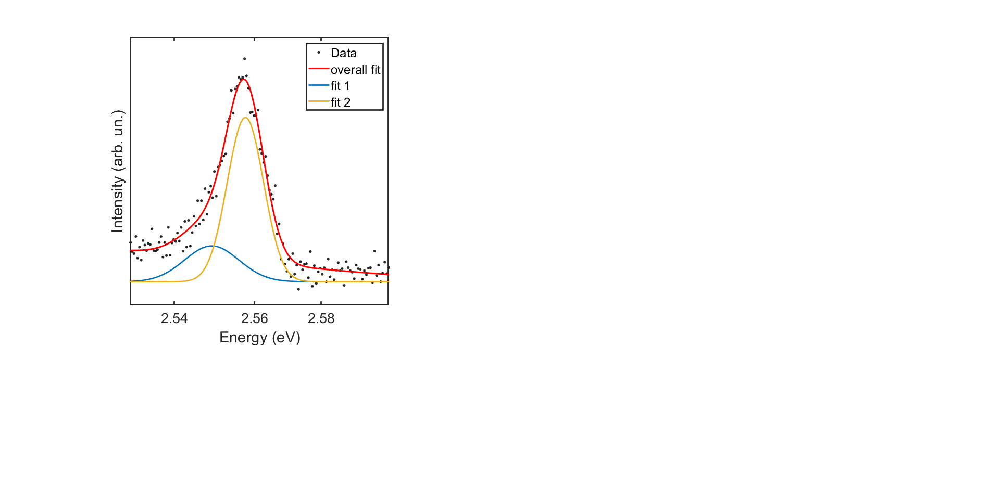 Data
overall fit
fit 1
fit 2
Intensity (arb. un.)
2.54 2.56 2.58
Energy (eV)